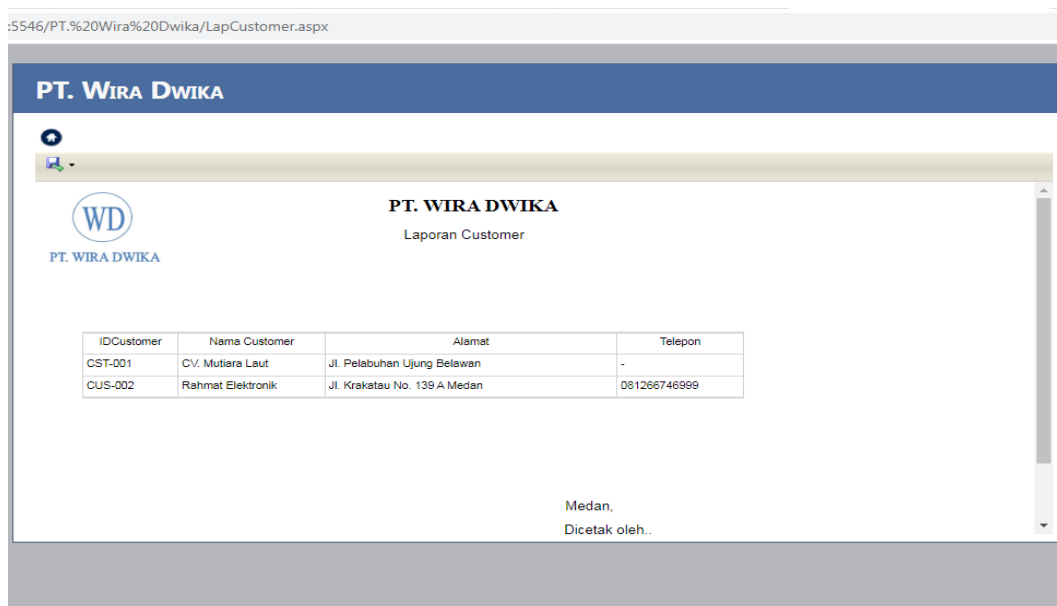 :5546/PT.%20Wira%20Dwika/LapCustomer.aspx
PT. WIRA DWIKA
WD
PT. WIRA DWIKA
PT. WIRA DWIKA
Laporan Customer
IDCustomer Nama Customer Alamat Telepon
CST-001 CV. Mutiara Laut Jl. Pelabuhan Ujung Belawan -
CUS-002 Rahmat Elektronik Jl. Krakatau No. 139 A Medan 081266746999
Medan,
Dicetak oleh..